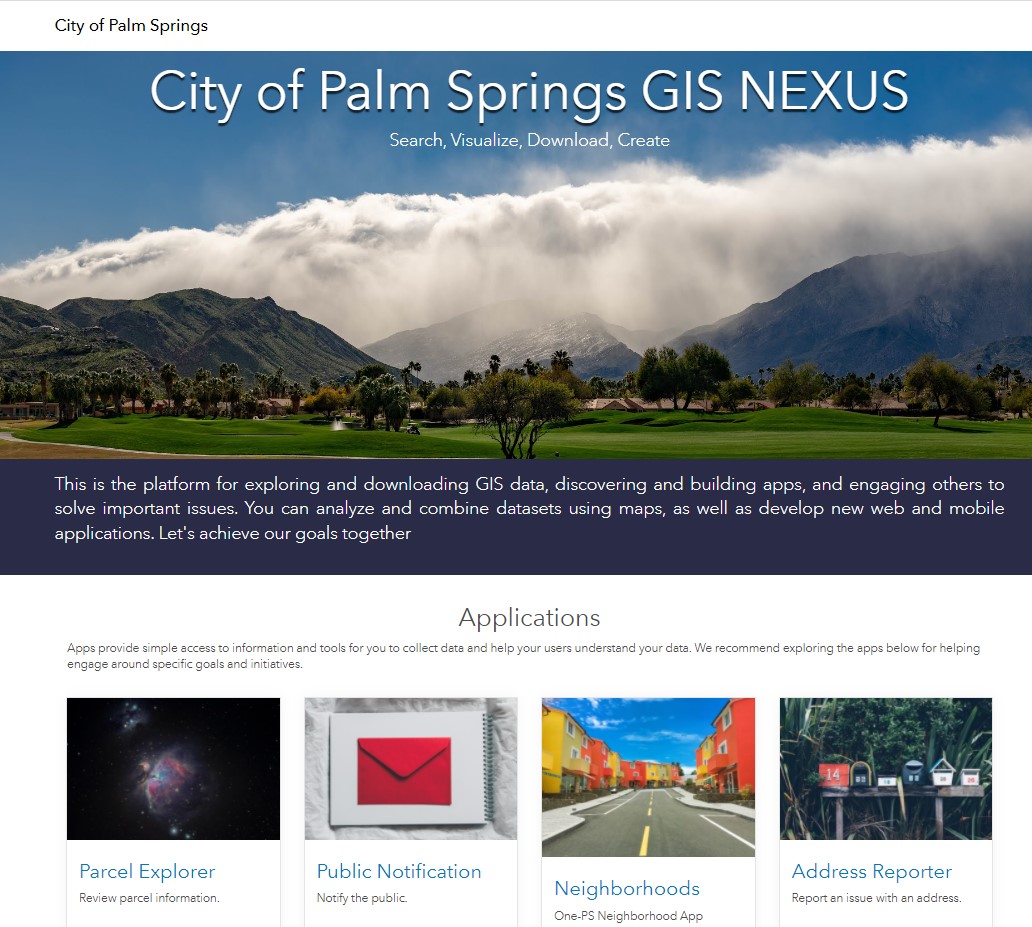 City of Palm Springs
City of Palm Springs GIS NEXUS
Search, Visualize, Download, Create
This is the platform for exploring and downloading GIS data, discovering and building apps, and engaging others to
solve important issues. You can analyze and combine datasets using maps, as well as develop new web and mobile
applications. Let's achieve our goals together
Applications
Apps provide simple access to information and tools for you to collect data and help your users understand your data. We recommend exploring the apps below for helping
engage around specific goals and initiatives.
14
Parcel Explorer
Review parcel information.
Public Notification
Notify the public.
Neighborhoods
One-PS Neighborhood App
Address Reporter
Report an issue with an address.